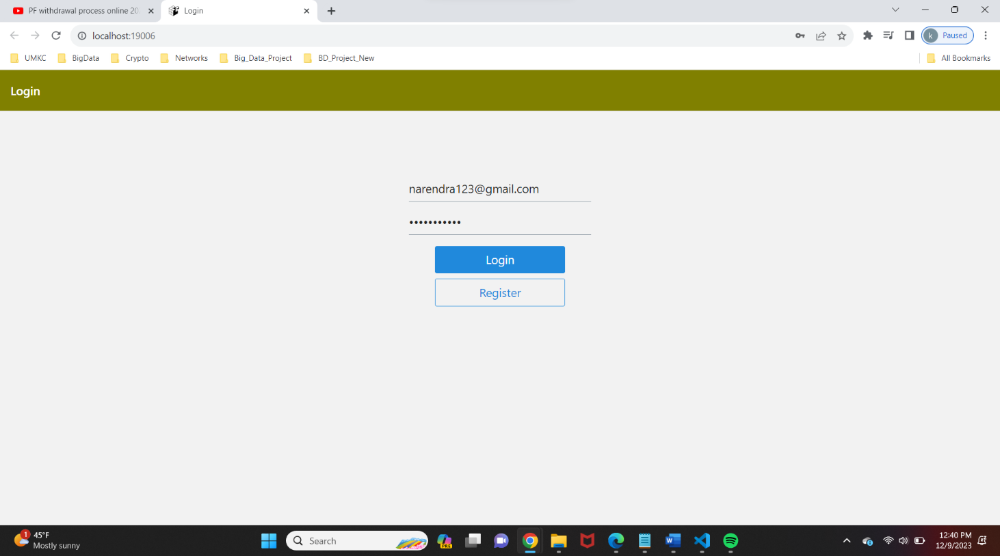 PF withdrawal process online 20
Login
localhost:19006
k Paused
UMKC BigData Crypto Networks Big_Data_Project BD_Project_New All Bookmarks
Login
narendra123@gmail.com
•••••••••••
Login
Register
1 45°F
Mostly sunny
Search
PRE
W
12:40 PM
12/9/2023